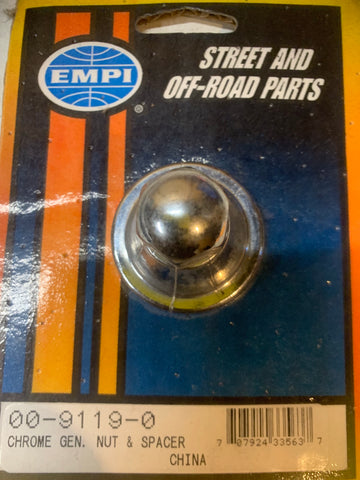 EMPI
®
STREET AND
OFF-ROAD PARTS
00-9119-0
CHROME GEN. NUT & SPACER
CHINA
7 07924 33563 7